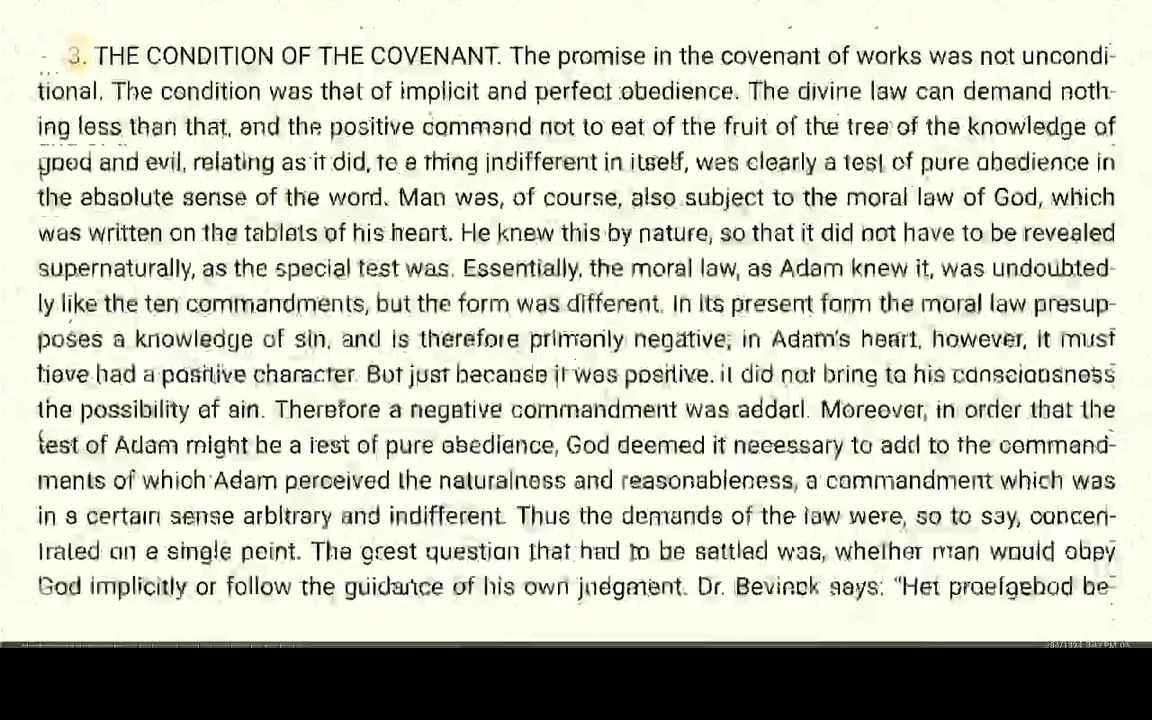 3. THE CONDITION OF THE COVENANT. The promise in the covenant of works was not uncondi-
tional. The condition was that of implicit and perfect obedience. The divine law can demand noth-
ing less than that, and the positive command not to eat of the fruit of the tree of the knowledge of
good and evil, relating as it did, to a thing indifferent in itself, was clearly a test of pure obedience in
the absolute sense of the word. Man was, of course, also subject to the moral law of God, which
was written on the tablets of his heart. He knew this by nature, so that it did not have to be revealed
supernaturally, as the special test was. Essentially, the moral law, as Adam knew it, was undoubted-
ly like the ten commandments, but the form was different. In its present form the moral law presup-
poses a knowledge of sin, and is therefore primarily negative; in Adam's heart, however, it must
have had a positive character. But just because it was positive, it did not bring to his consciousness
the possibility of sin. Therefore a negative commandment was added. Moreover, in order that the
test of Adam might be a test of pure obedience, God deemed it necessary to add to the command-
ments of which Adam perceived the naturalness and reasonableness, a commandment which was
in a certain sense arbitrary and indifferent. Thus the demands of the law were, so to say, concen-
trated on a single point. The great question that had to be settled was, whether man would obey
God implicitly or follow the guidance of his own judgment. Dr. Bavinck says: "Het proefgebod be-